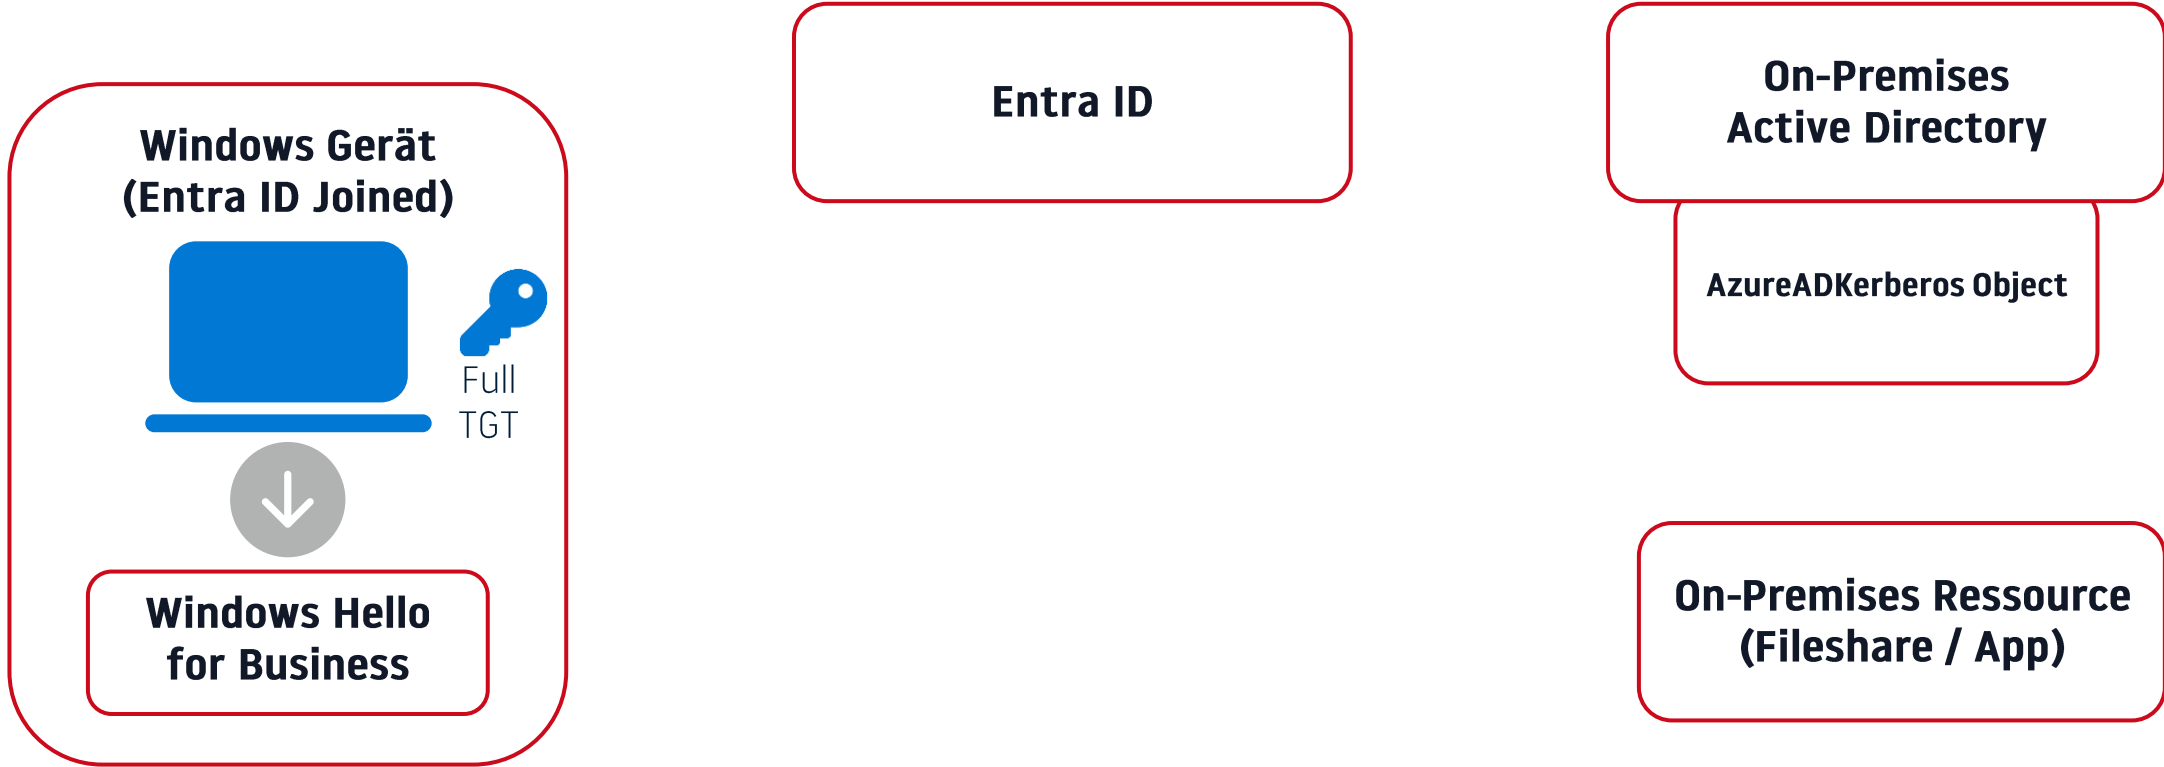 Windows Gerät
(Entra ID Joined)
Full
TGT
Windows Hello
for Business
Entra ID
On-Premises
Active Directory
AzureADKerberos Object
On-Premises Ressource
(Fileshare / App)